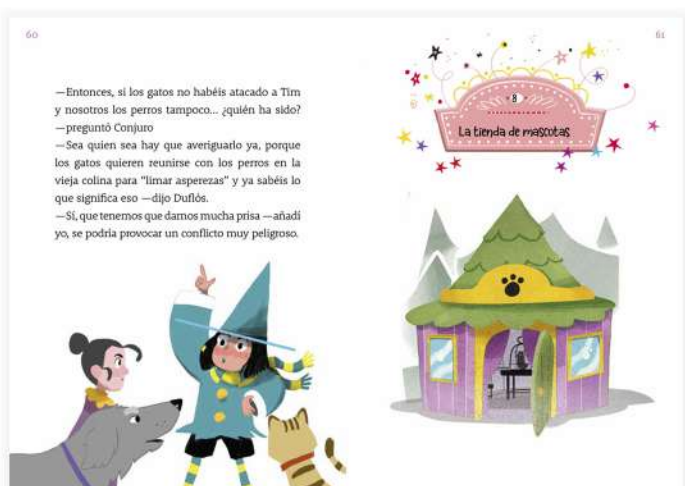 60
—Entonces, si los gatos no habéis atacado a Tim
y nosotros los perros tampoco... ¿quién ha sido?
—preguntó Conjuro
—Sea quien sea hay que averiguarlo ya, porque
los gatos quieren reunirse con los perros en la
vieja colina para “limar asperezas” y ya sabéis lo
que significa eso —dijo Duflós.
—Sí, que tenemos que darnos mucha prisa —añadí
yo, se podría provocar un conflicto muy peligroso.
61
8
La tienda de mascotas